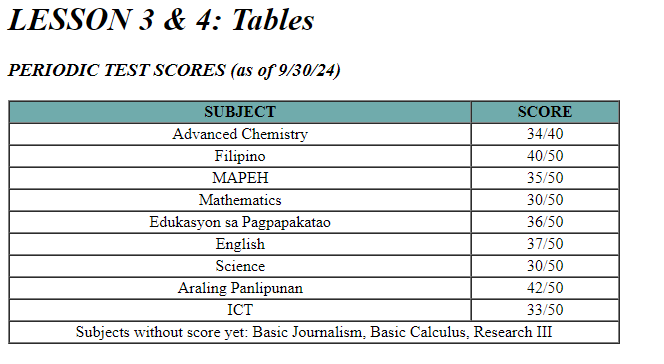 LESSON 3 & 4: Tables
PERIODIC TEST SCORES (as of 9/30/24)
SUBJECT SCORE
Advanced Chemistry 34/40
Filipino 40/50
MAPEH 35/50
Mathematics 30/50
Edukasyon sa Pagpapakatao 36/50
English 37/50
Science 30/50
Araling Panlipunan 42/50
ICT 33/50
Subjects without score yet: Basic Journalism, Basic Calculus, Research III